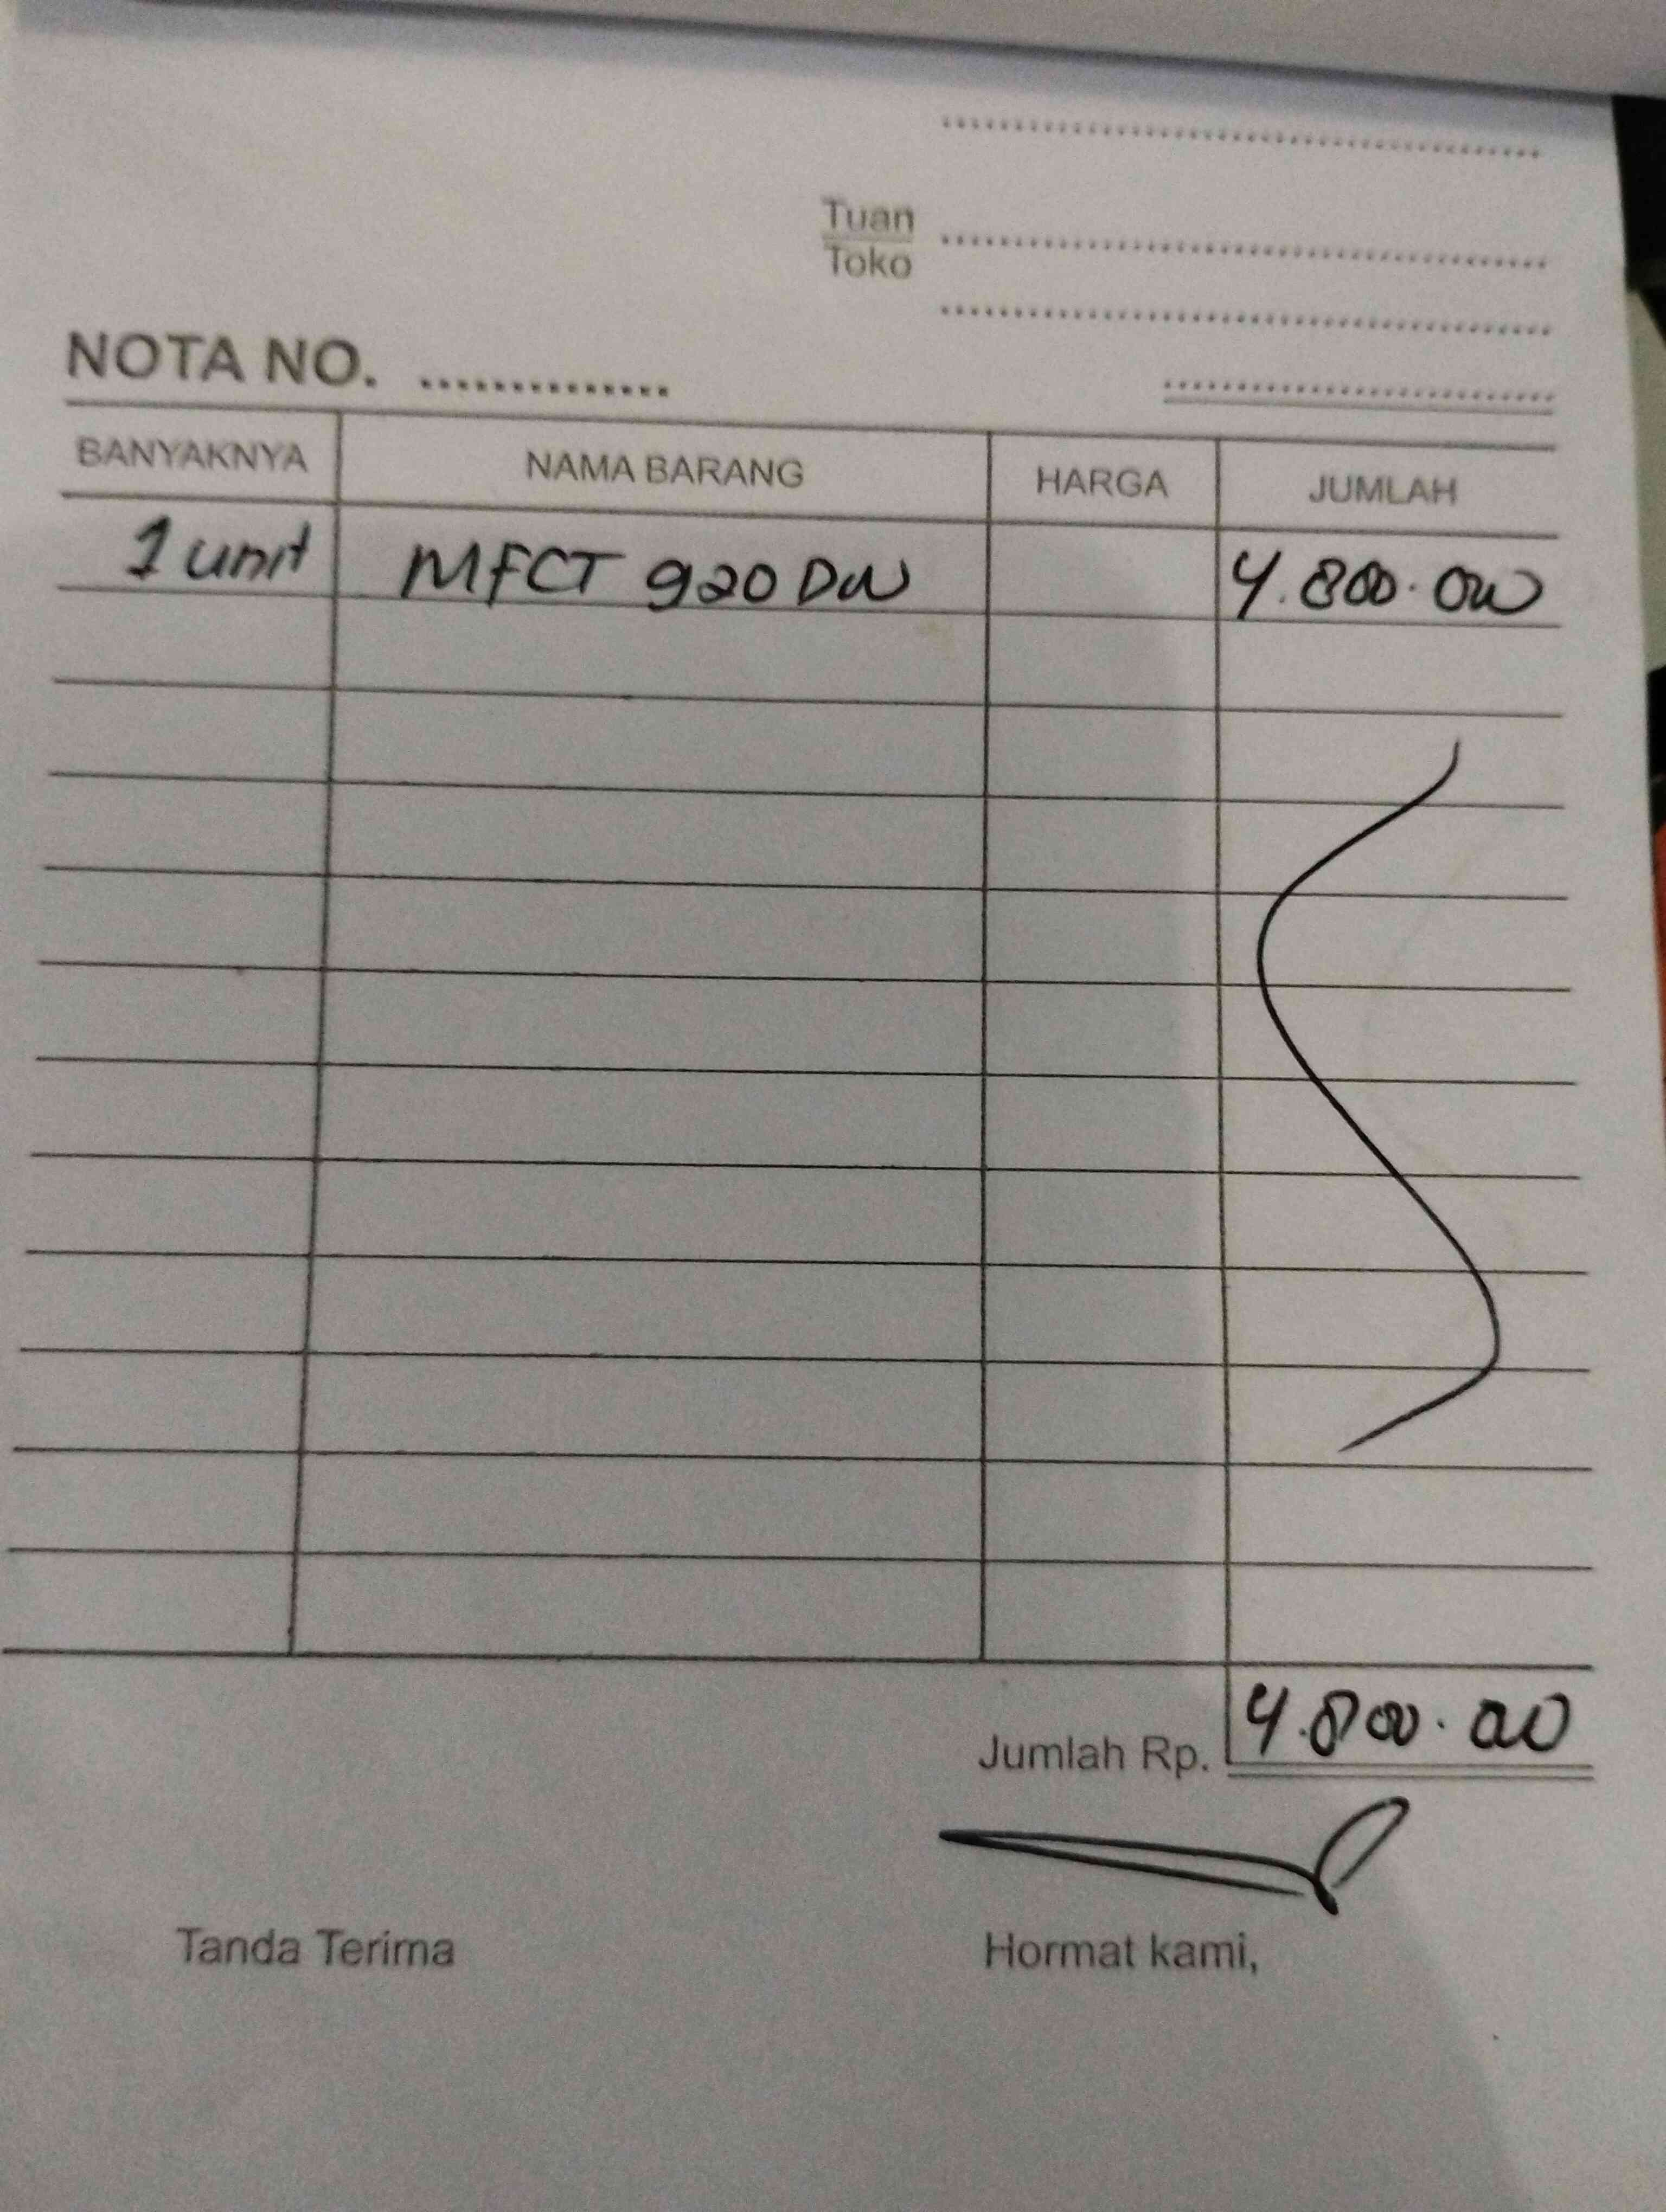 Tuan
Toko
NOTA NO. ..............
BANYAKNYA NAMA BARANG HARGA JUMLAH
1 unit MFCT 920 DW 4.800.000
Jumlah Rp. 4.800.000
Tanda Terima Hormat kami,